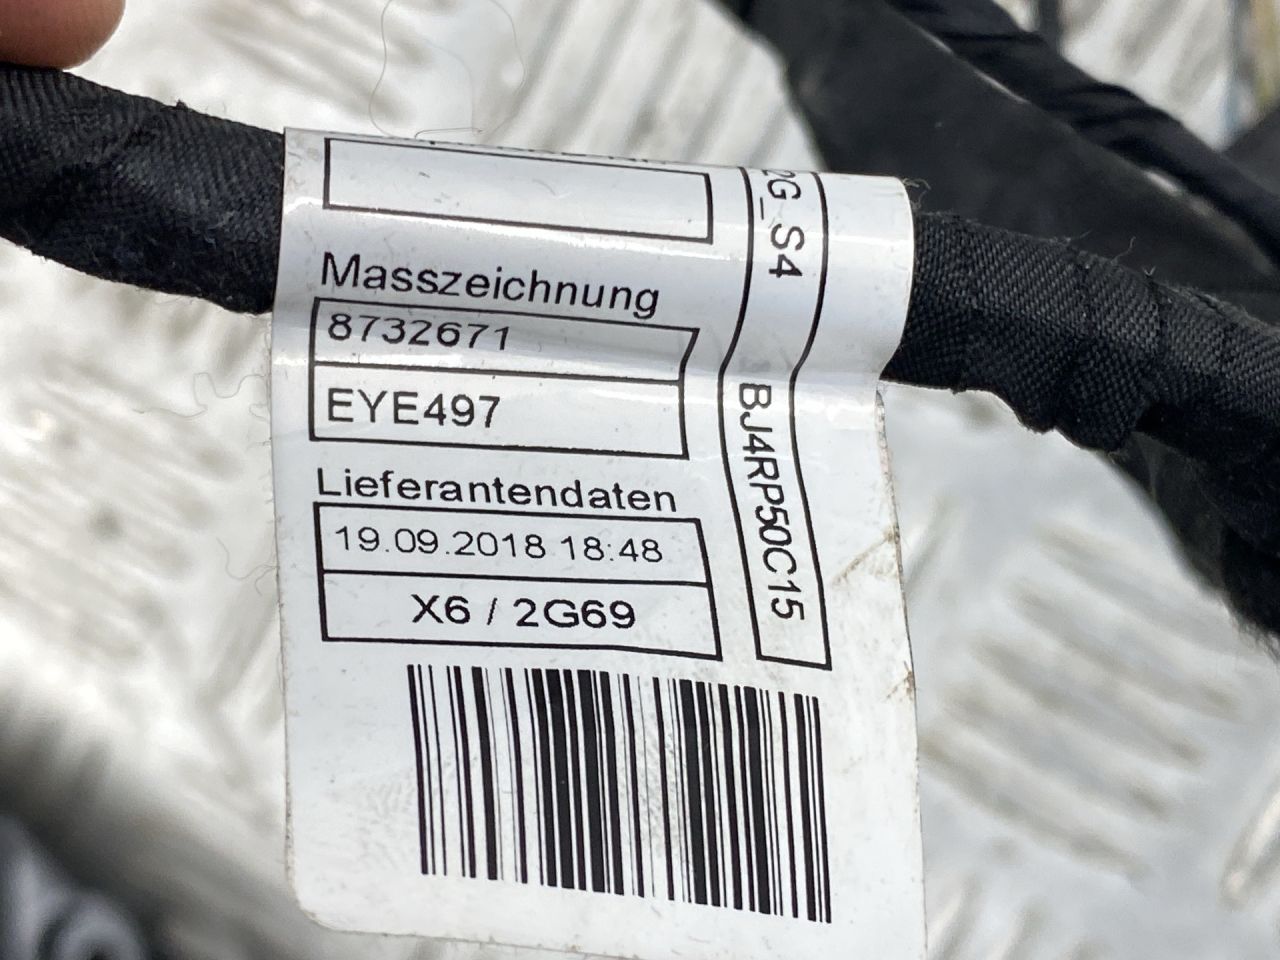 Masszeichnung
8732671
EYE497
Lieferantendaten
19.09.2018 18:48
X6 / 2G69
2G_S4
BJ4RP50C15